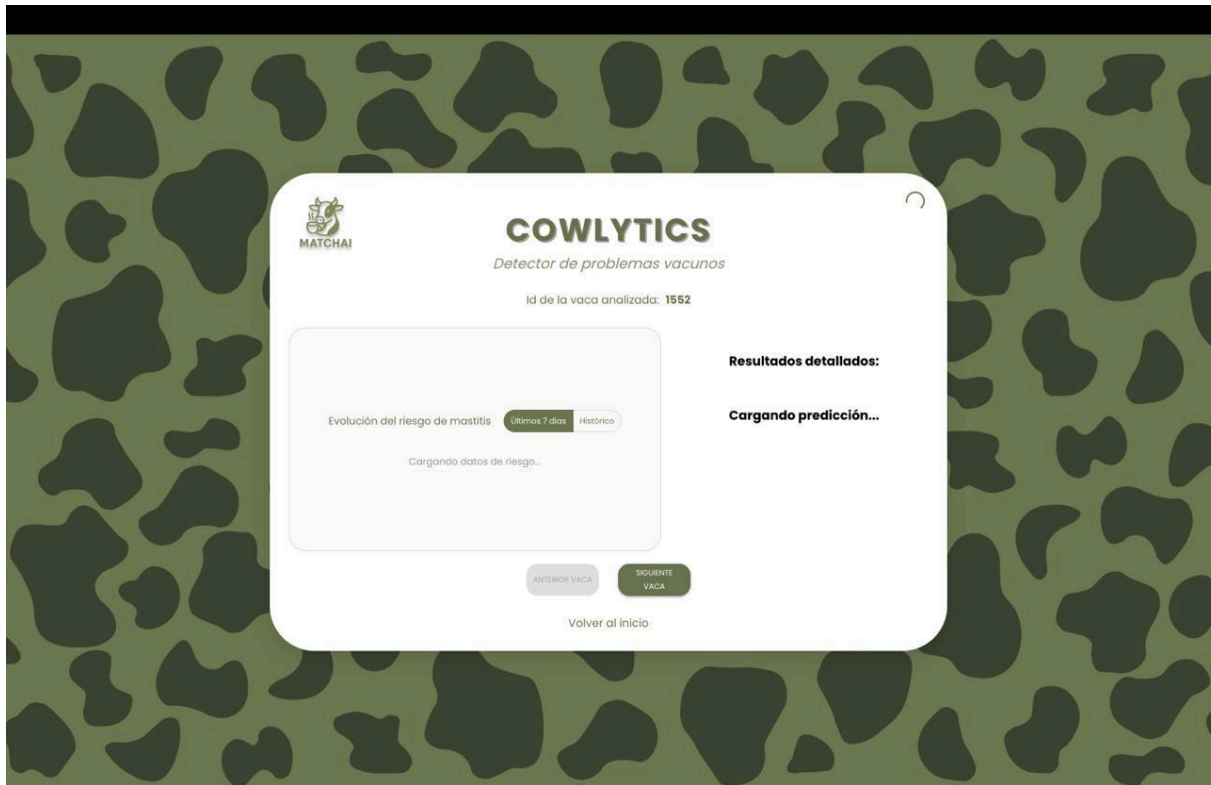 MATCHAI
COWLYTICS
Detector de problemas vacunos
Id de la vaca analizada: 1552
Evolución del riesgo de mastitis
Últimos 7 días
Histórico
Cargando datos de riesgo...
Resultados detallados:
Cargando predicción...
ANTERIOR VACA
SIGUIENTE
VACA
Volver al inicio